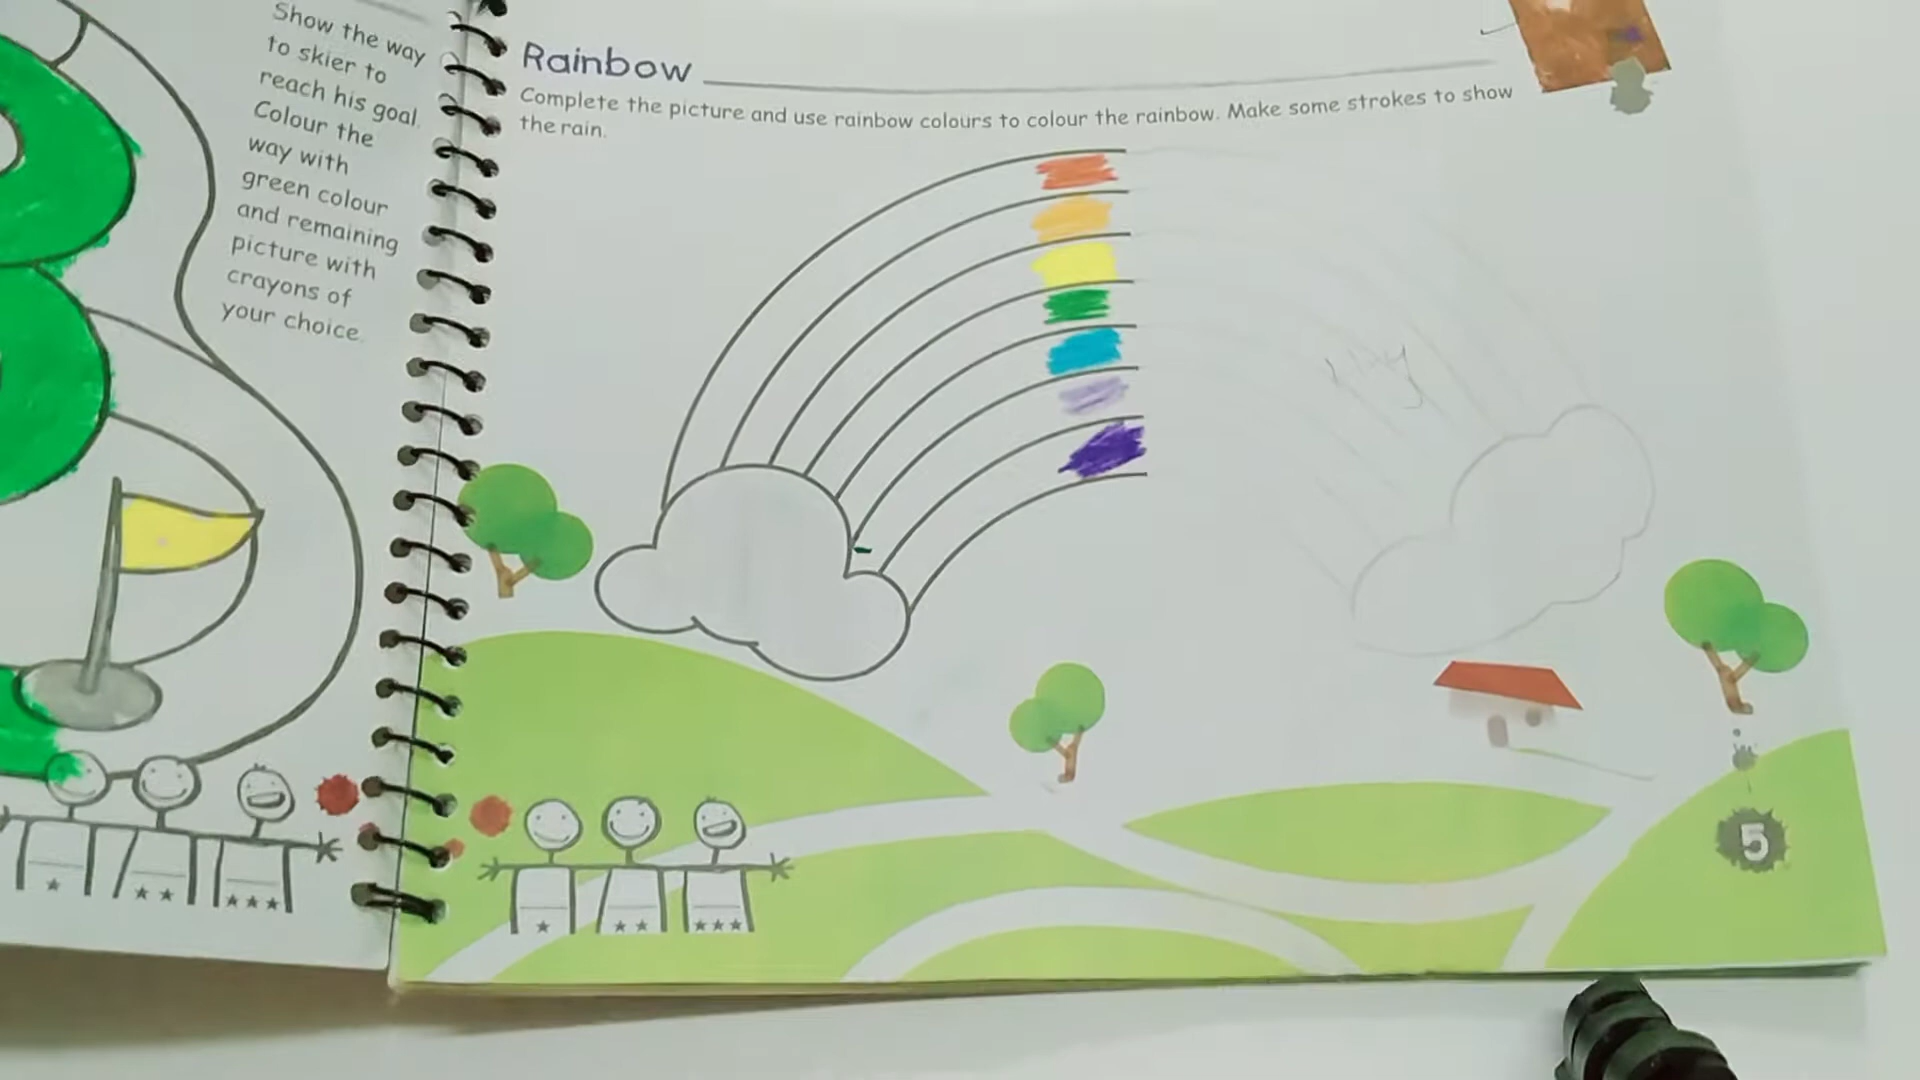 Show the way
to skier to
reach his goal.
Colour the
way with
green colour
and remaining
picture with
crayons of
your choice.
Rainbow
Complete the picture and use rainbow colours to colour the rainbow. Make some strokes to show
the rain.
5